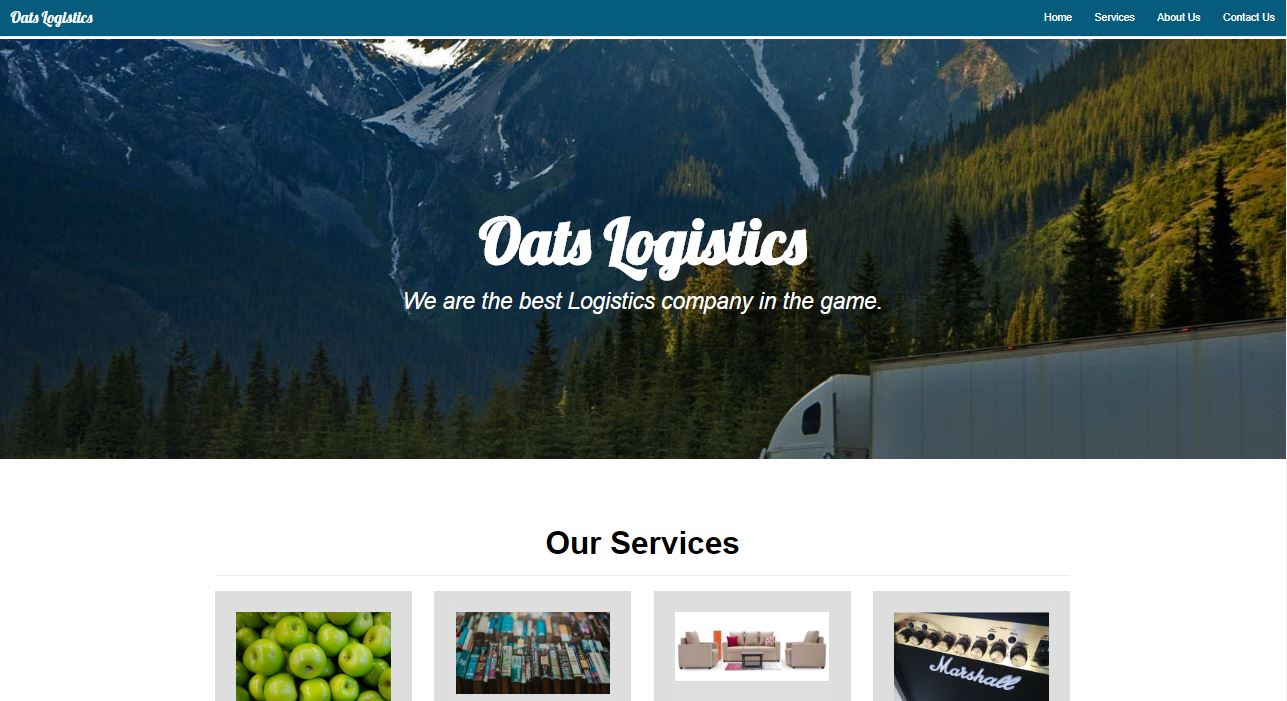 Oats Logistics
Home Services About Us Contact Us
Oats Logistics
We are the best Logistics company in the game.
Our Services
Marshall